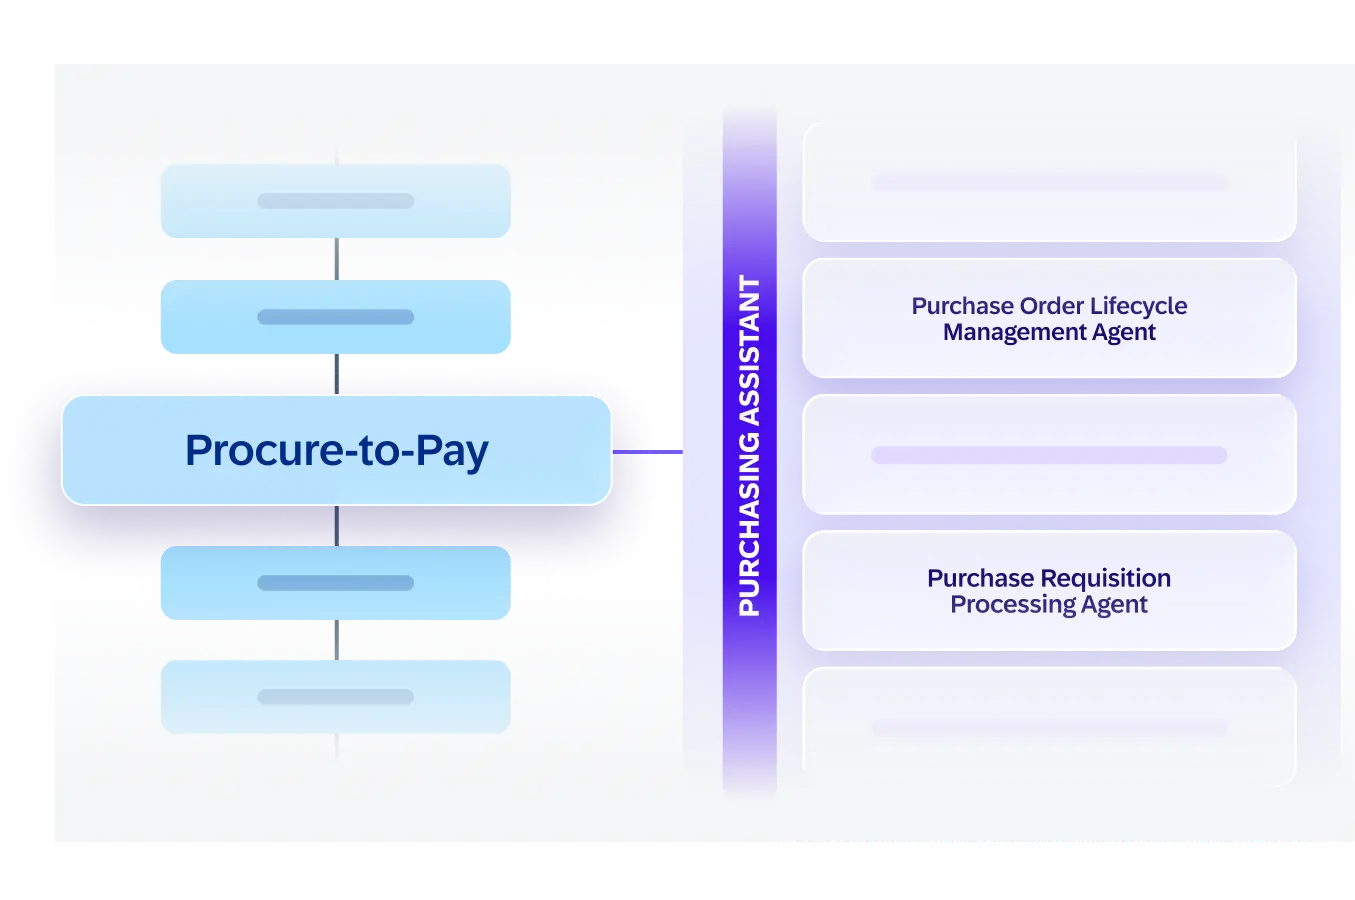 Procure-to-Pay
PURCHASING ASSISTANT
Purchase Order Lifecycle
Management Agent
Purchase Requisition
Processing Agent